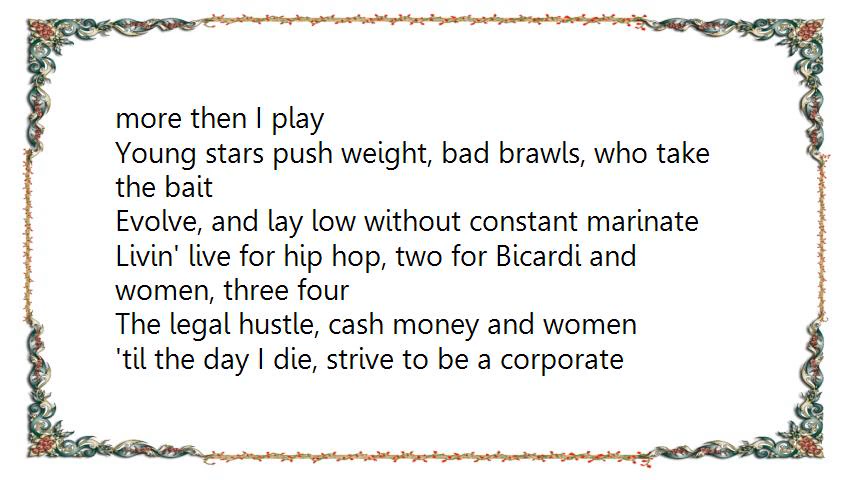 more then I play
Young stars push weight, bad brawls, who take
the bait
Evolve, and lay low without constant marinate
Livin' live for hip hop, two for Bicardi and
women, three four
The legal hustle, cash money and women
'til the day I die, strive to be a corporate